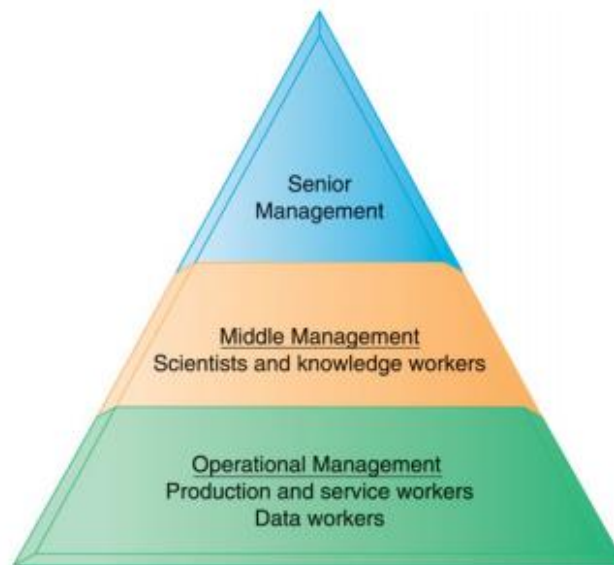 Senior
Management
Middle Management
Scientists and knowledge workers
Operational Management
Production and service workers
Data workers